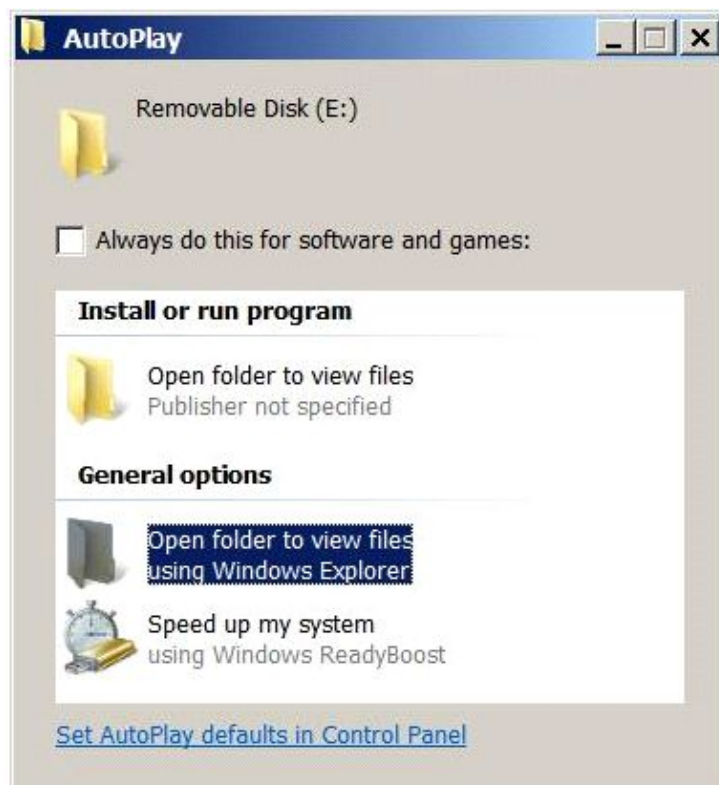 AutoPlay
Removable Disk (E:)
Always do this for software and games:
Install or run program
Open folder to view files
Publisher not specified
General options
Open folder to view files
using Windows Explorer
Speed up my system
using Windows ReadyBoost
Set AutoPlay defaults in Control Panel